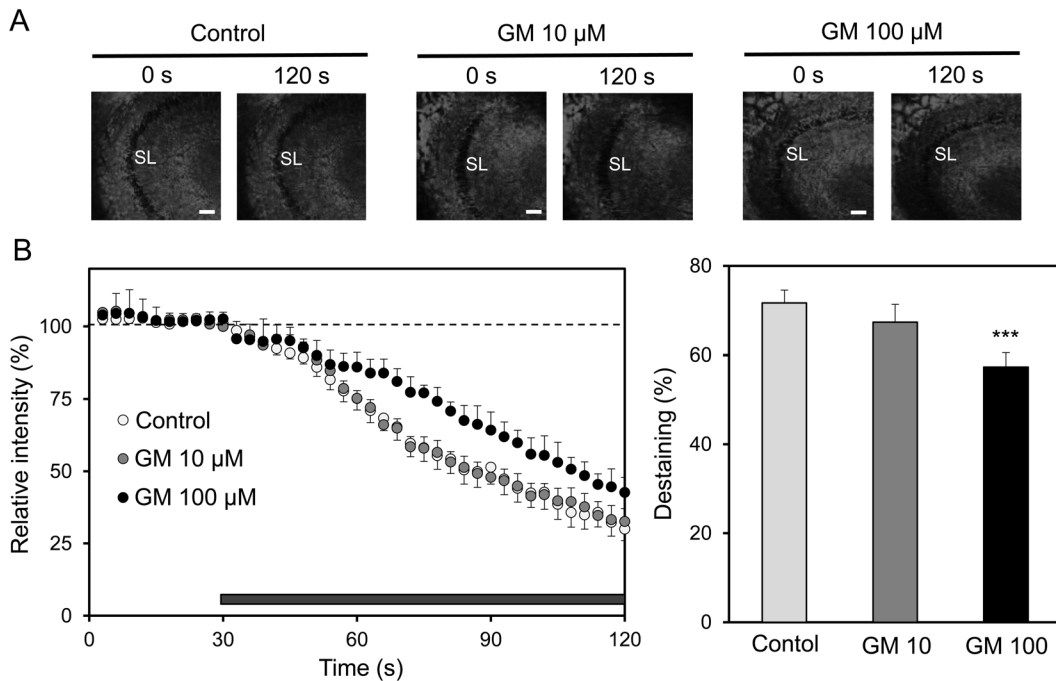 A
Control
GM 10 µM
GM 100 µM
0 s
120 s
0 s
120 s
0 s
120 s
SL
SL
SL
SL
SL
SL
B
Relative intensity (%)
100
75
50
25
0
Control
GM 10 µM
GM 100 µM
0
30
60
90
120
Time (s)
Destaining (%)
80
60
40
20
0
***
Contol
GM 10
GM 100